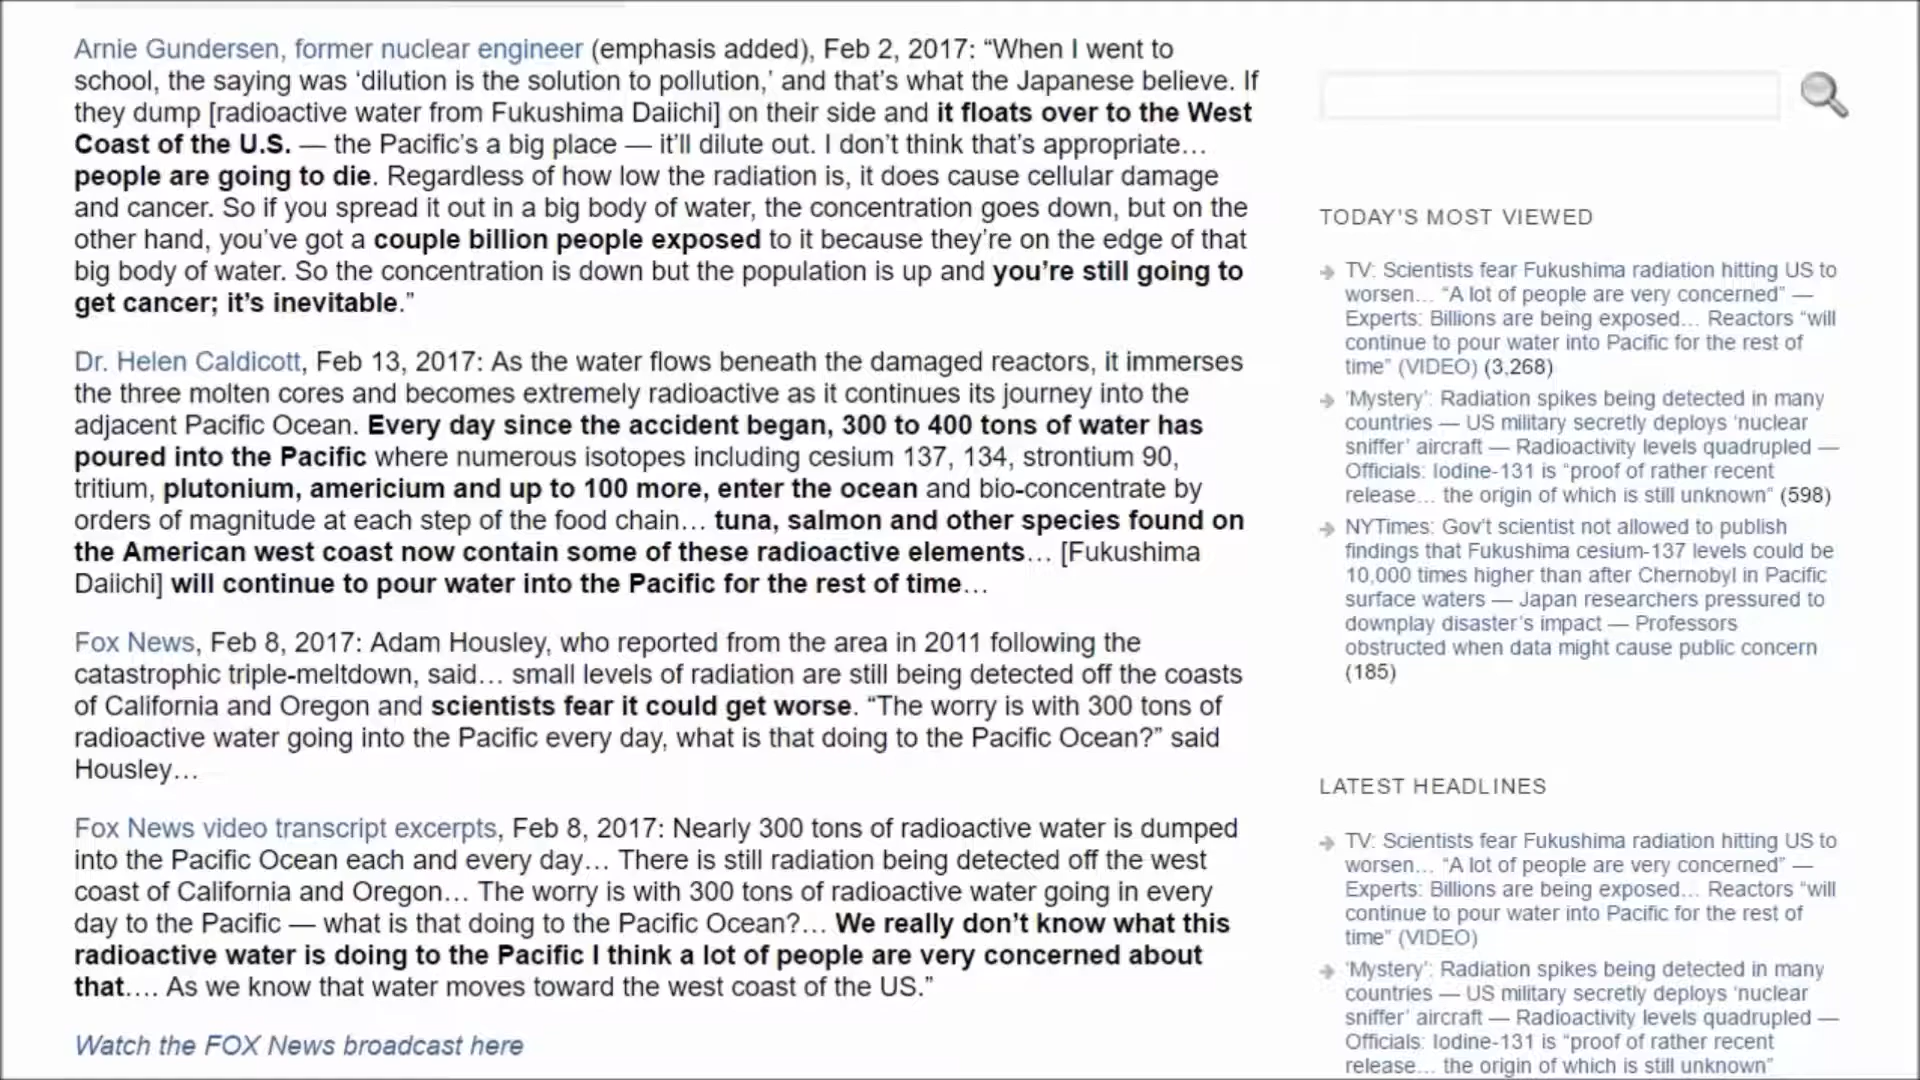 Arnie Gundersen, former nuclear engineer (emphasis added), Feb 2, 2017: “When I went to
school, the saying was ‘dilution is the solution to pollution,’ and that’s what the Japanese believe. If
they dump [radioactive water from Fukushima Daiichi] on their side and it floats over to the West
Coast of the U.S. — the Pacific’s a big place — it’ll dilute out. I don’t think that’s appropriate…
people are going to die. Regardless of how low the radiation is, it does cause cellular damage
and cancer. So if you spread it out in a big body of water, the concentration goes down, but on the
other hand, you’ve got a couple billion people exposed to it because they’re on the edge of that
big body of water. So the concentration is down but the population is up and you’re still going to
get cancer; it’s inevitable.”
Dr. Helen Caldicott, Feb 13, 2017: As the water flows beneath the damaged reactors, it immerses
the three molten cores and becomes extremely radioactive as it continues its journey into the
adjacent Pacific Ocean. Every day since the accident began, 300 to 400 tons of water has
poured into the Pacific where numerous isotopes including cesium 137, 134, strontium 90,
tritium, plutonium, americium and up to 100 more, enter the ocean and bio-concentrate by
orders of magnitude at each step of the food chain… tuna, salmon and other species found on
the American west coast now contain some of these radioactive elements… [Fukushima
Daiichi] will continue to pour water into the Pacific for the rest of time…
Fox News, Feb 8, 2017: Adam Housley, who reported from the area in 2011 following the
catastrophic triple-meltdown, said… small levels of radiation are still being detected off the coasts
of California and Oregon and scientists fear it could get worse. “The worry is with 300 tons of
radioactive water going into the Pacific every day, what is that doing to the Pacific Ocean?” said
Housley…
Fox News video transcript excerpts, Feb 8, 2017: Nearly 300 tons of radioactive water is dumped
into the Pacific Ocean each and every day… There is still radiation being detected off the west
coast of California and Oregon… The worry is with 300 tons of radioactive water going in every
day to the Pacific — what is that doing to the Pacific Ocean?… We really don’t know what this
radioactive water is doing to the Pacific I think a lot of people are very concerned about
that…. As we know that water moves toward the west coast of the US.”
Watch the FOX News broadcast here
TODAY'S MOST VIEWED
TV: Scientists fear Fukushima radiation hitting US to
worsen… “A lot of people are very concerned” —
Experts: Billions are being exposed… Reactors “will
continue to pour water into Pacific for the rest of
time” (VIDEO) (3,268)
‘Mystery’: Radiation spikes being detected in many
countries — US military secretly deploys ‘nuclear
sniffer’ aircraft — Radioactivity levels quadrupled —
Officials: Iodine-131 is “proof of rather recent
release… the origin of which is still unknown” (598)
NYTimes: Gov’t scientist not allowed to publish
findings that Fukushima cesium-137 levels could be
10,000 times higher than after Chernobyl in Pacific
surface waters — Japan researchers pressured to
downplay disaster’s impact — Professors
obstructed when data might cause public concern
(185)
LATEST HEADLINES
TV: Scientists fear Fukushima radiation hitting US to
worsen… “A lot of people are very concerned” —
Experts: Billions are being exposed… Reactors “will
continue to pour water into Pacific for the rest of
time” (VIDEO)
‘Mystery’: Radiation spikes being detected in many
countries — US military secretly deploys ‘nuclear
sniffer’ aircraft — Radioactivity levels quadrupled —
Officials: Iodine-131 is “proof of rather recent
release… the origin of which is still unknown”